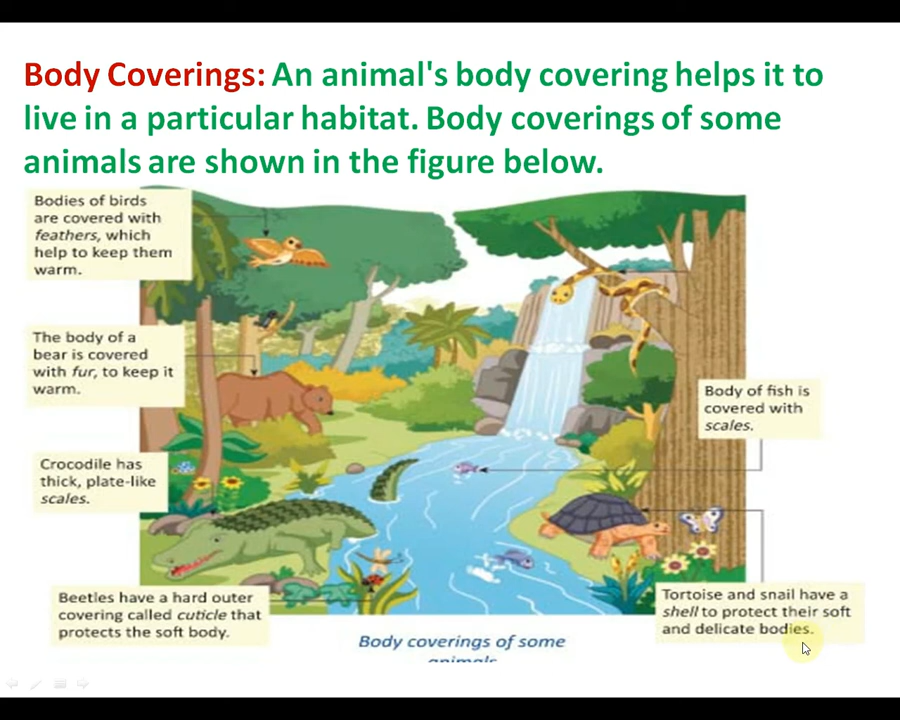 Body Coverings: An animal's body covering helps it to
live in a particular habitat. Body coverings of some
animals are shown in the figure below.
Bodies of birds
are covered with
feathers, which
help to keep them
warm.
The body of a
bear is covered
with fur, to keep it
warm.
Body of fish is
covered with
scales.
Crocodile has
thick, plate-like
scales.
Beetles have a hard outer
covering called cuticle that
protects the soft body.
Tortoise and snail have a
shell to protect their soft
and delicate bodies.
Body coverings of some
animals